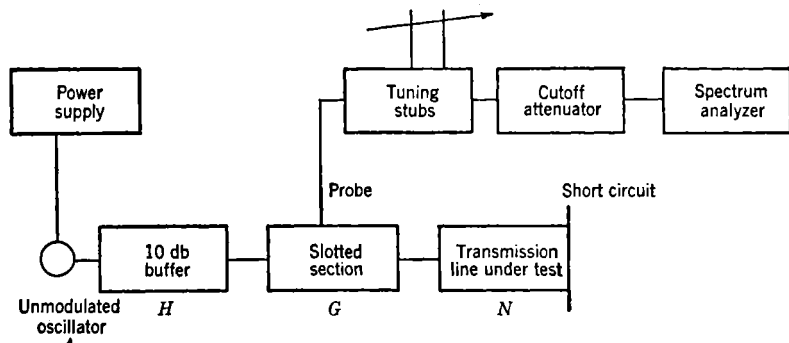 Power
supply
Tuning
stubs
Cutoff
attenuator
Spectrum
analyzer
Probe
Short circuit
10 db
buffer
Slotted
section
Transmission
line under test
Unmodulated
oscillator
H
G
N